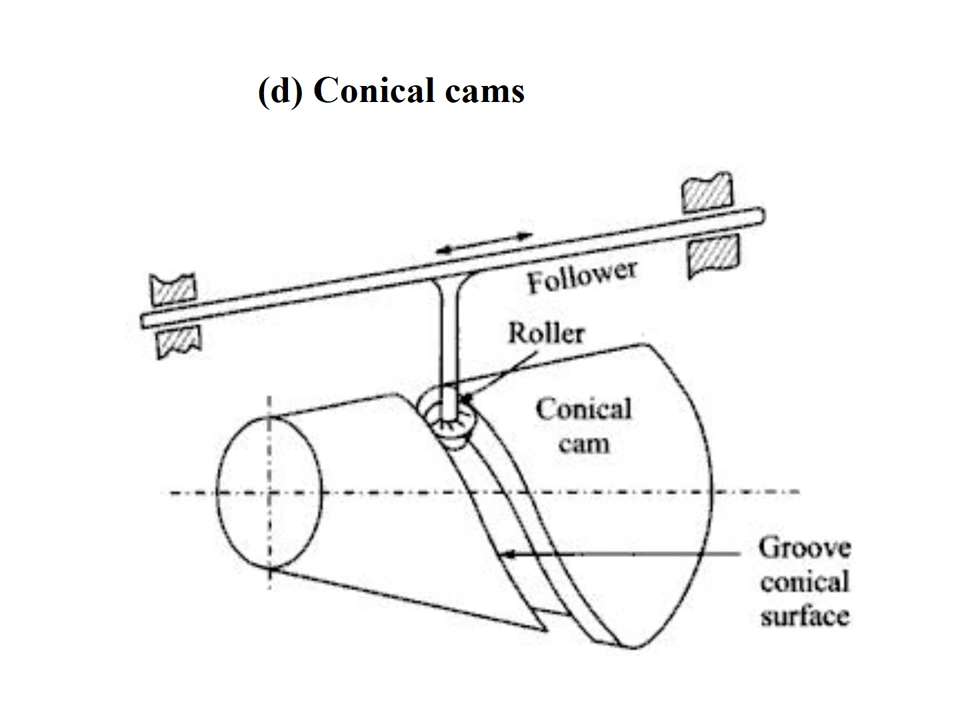 (d) Conical cams
Follower
Roller
Conical
cam
Groove
conical
surface